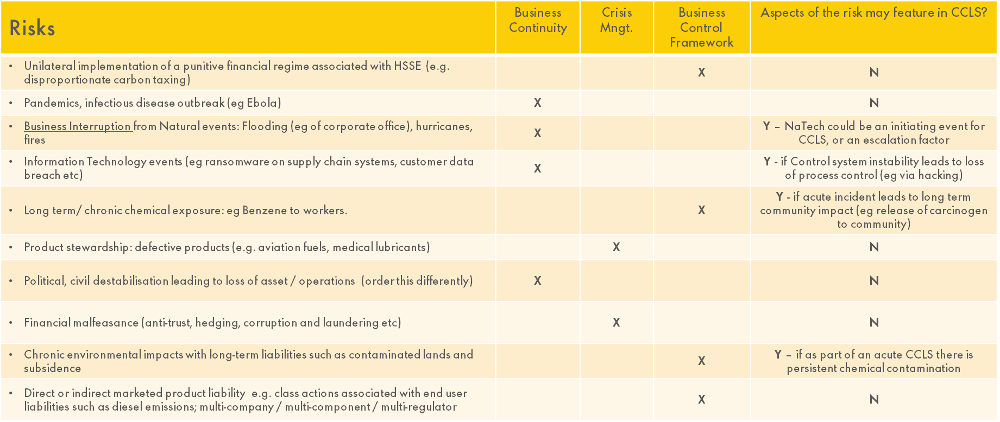 Risks
Business
Continuity
Crisis
Mngt.
Business
Control
Framework
Aspects of the risk may feature in CCLS?
• Unilateral implementation of a punitive financial regime associated with HSSE (e.g.
disproportionate carbon taxing)
X
N
• Pandemics, infectious disease outbreak (eg Ebola)
X
N
• Business Interruption from Natural events: Flooding (eg of corporate office), hurricanes,
fires
X
Y – NaTech could be an initiating event for
CCLS, or an escalation factor
• Information Technology events (eg ransomware on supply chain systems, customer data
breach etc)
X
Y - if Control system instability leads to loss
of process control (eg via hacking)
• Long term/ chronic chemical exposure: eg Benzene to workers.
X
Y - if acute incident leads to long term
community impact (eg release of carcinogen
to community)
• Product stewardship: defective products (e.g. aviation fuels, medical lubricants)
X
N
• Political, civil destabilisation leading to loss of asset / operations (order this differently)
X
N
• Financial malfeasance (anti-trust, hedging, corruption and laundering etc)
X
N
• Chronic environmental impacts with long-term liabilities such as contaminated lands and
subsidence
X
Y – if as part of an acute CCLS there is
persistent chemical contamination
• Direct or indirect marketed product liability e.g. class actions associated with end user
liabilities such as diesel emissions; multi-company / multi-component / multi-regulator
X
N